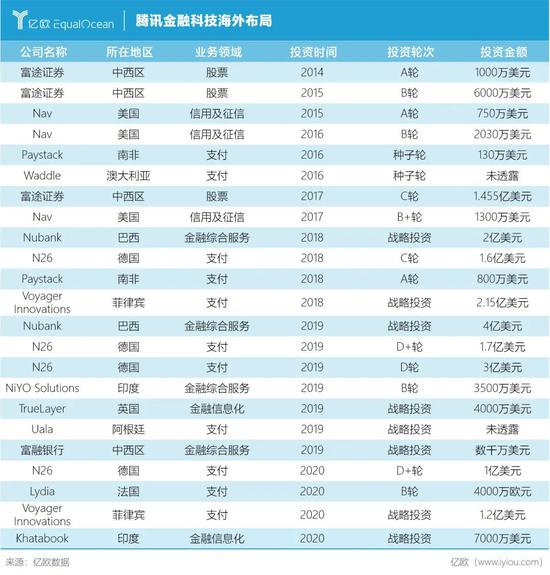 亿欧 EqualOcean 腾讯金融科技海外布局
公司名称 所在地区 业务领域 投资时间 投资轮次 投资金额
富途证券 中西区 股票 2014 A轮 1000万美元
富途证券 中西区 股票 2015 B轮 6000万美元
Nav 美国 信用及征信 2015 A轮 750万美元
Nav 美国 信用及征信 2016 B轮 2030万美元
Paystack 南非 支付 2016 种子轮 130万美元
Waddle 澳大利亚 支付 2016 种子轮 未透露
富途证券 中西区 股票 2017 C轮 1.455亿美元
Nav 美国 信用及征信 2017 B+轮 1300万美元
Nubank 巴西 金融综合服务 2018 战略投资 2亿美元
N26 德国 支付 2018 C轮 1.6亿美元
Paystack 南非 支付 2018 A轮 800万美元
Voyager Innovations 菲律宾 支付 2018 战略投资 2.15亿美元
Nubank 巴西 金融综合服务 2019 战略投资 4亿美元
N26 德国 支付 2019 D+轮 1.7亿美元
N26 德国 支付 2019 D轮 3亿美元
NiYO Solutions 印度 金融综合服务 2019 B轮 3500万美元
TrueLayer 英国 金融信息化 2019 战略投资 4000万美元
Uala 阿根廷 支付 2019 战略投资 未透露
富融银行 中西区 金融综合服务 2019 战略投资 数千万美元
N26 德国 支付 2020 D+轮 1亿美元
Lydia 法国 支付 2020 B轮 4000万欧元
Voyager Innovations 菲律宾 支付 2020 战略投资 1.2亿美元
Khatabook 印度 金融信息化 2020 战略投资 7000万美元
来源:亿欧数据 亿欧(www.iyiou.com)